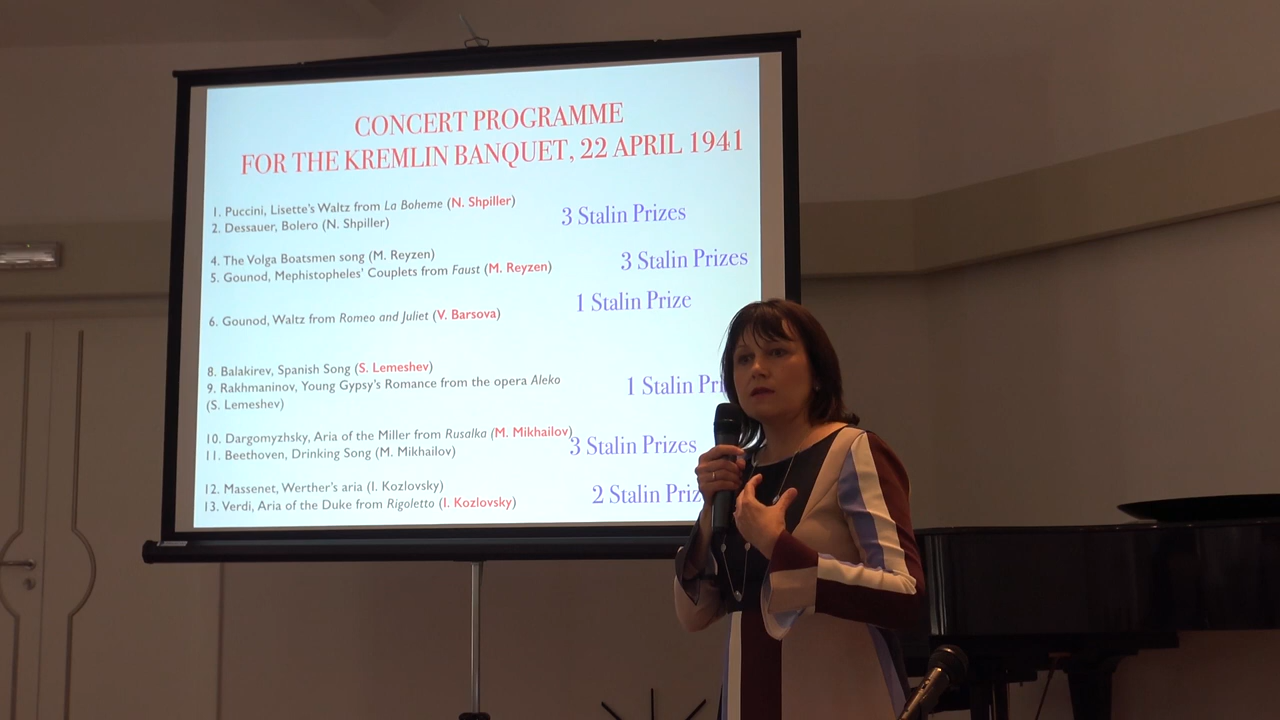 CONCERT PROGRAMME
FOR THE KREMLIN BANQUET, 22 APRIL 1941
1. Puccini, Lisette's Waltz from La Boheme (N. Shpiller)
2. Dessauer, Bolero (N. Shpiller)
3 Stalin Prizes
4. The Volga Boatsmen song (M. Reyzen)
5. Gounod, Mephistopheles' Couplets from Faust (M. Reyzen)
3 Stalin Prizes
1 Stalin Prize
6. Gounod, Waltz from Romeo and Juliet (V. Barsova)
8. Balakirev, Spanish Song (S. Lemeshev)
9. Rakhmaninov, Young Gypsy's Romance from the opera Aleko
(S. Lemeshev)
1 Stalin Pri
10. Dargomyzhsky, Aria of the Miller from Rusalka (M. Mikhailov)
11. Beethoven, Drinking Song (M. Mikhailov)
3 Stalin Prizes
12. Massenet, Werther's aria (I. Kozlovsky)
13. Verdi, Aria of the Duke from Rigoletto (I. Kozlovsky)
2 Stalin Priz